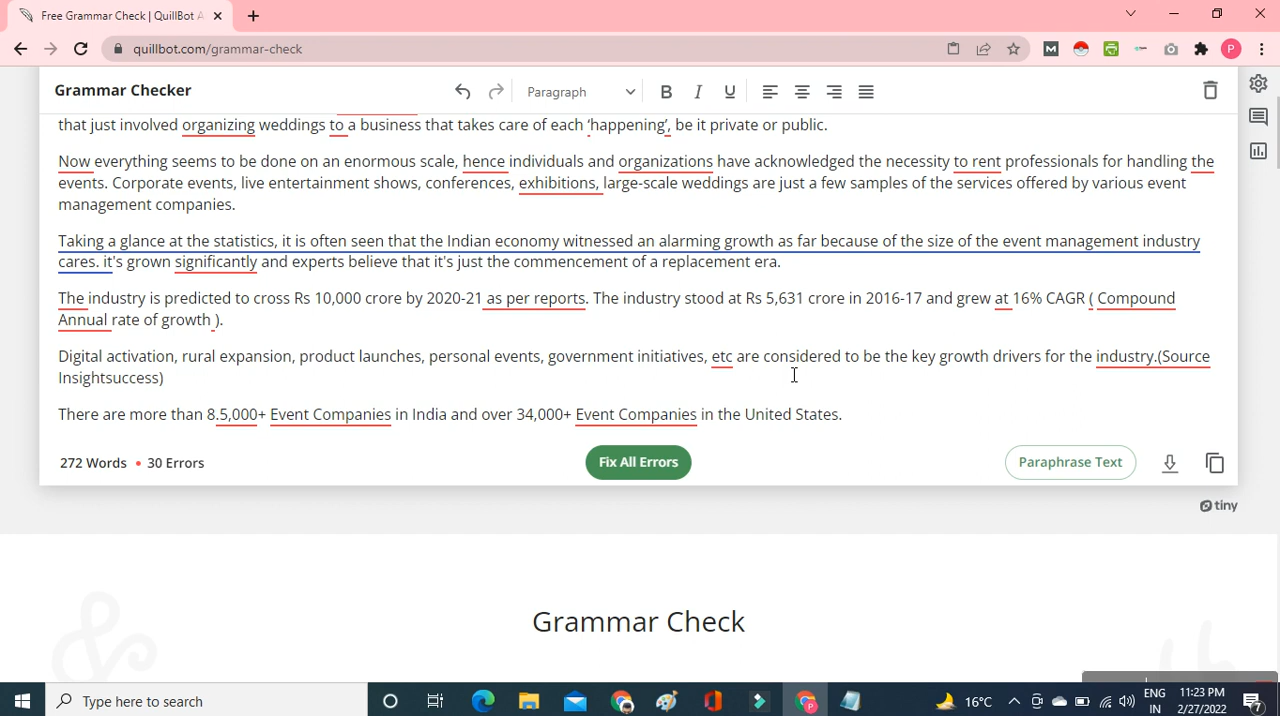 Free Grammar Check | QuillBot A
quillbot.com/grammar-check
M
P
Grammar Checker
Paragraph
B
I
U
that just involved organizing weddings to a business that takes care of each ‘happening’, be it private or public.
Now everything seems to be done on an enormous scale, hence individuals and organizations have acknowledged the necessity to rent professionals for handling the
events. Corporate events, live entertainment shows, conferences, exhibitions, large-scale weddings are just a few samples of the services offered by various event
management companies.
Taking a glance at the statistics, it is often seen that the Indian economy witnessed an alarming growth as far because of the size of the event management industry
cares. it's grown significantly and experts believe that it's just the commencement of a replacement era.
The industry is predicted to cross Rs 10,000 crore by 2020-21 as per reports. The industry stood at Rs 5,631 crore in 2016-17 and grew at 16% CAGR ( Compound
Annual rate of growth ).
Digital activation, rural expansion, product launches, personal events, government initiatives, etc are considered to be the key growth drivers for the industry.(Source
Insightsuccess)
There are more than 8.5,000+ Event Companies in India and over 34,000+ Event Companies in the United States.
272 Words • 30 Errors
Fix All Errors
Paraphrase Text
tiny
Grammar Check
Type here to search
P
16°C
ENG
IN
11:23 PM
2/27/2022
7